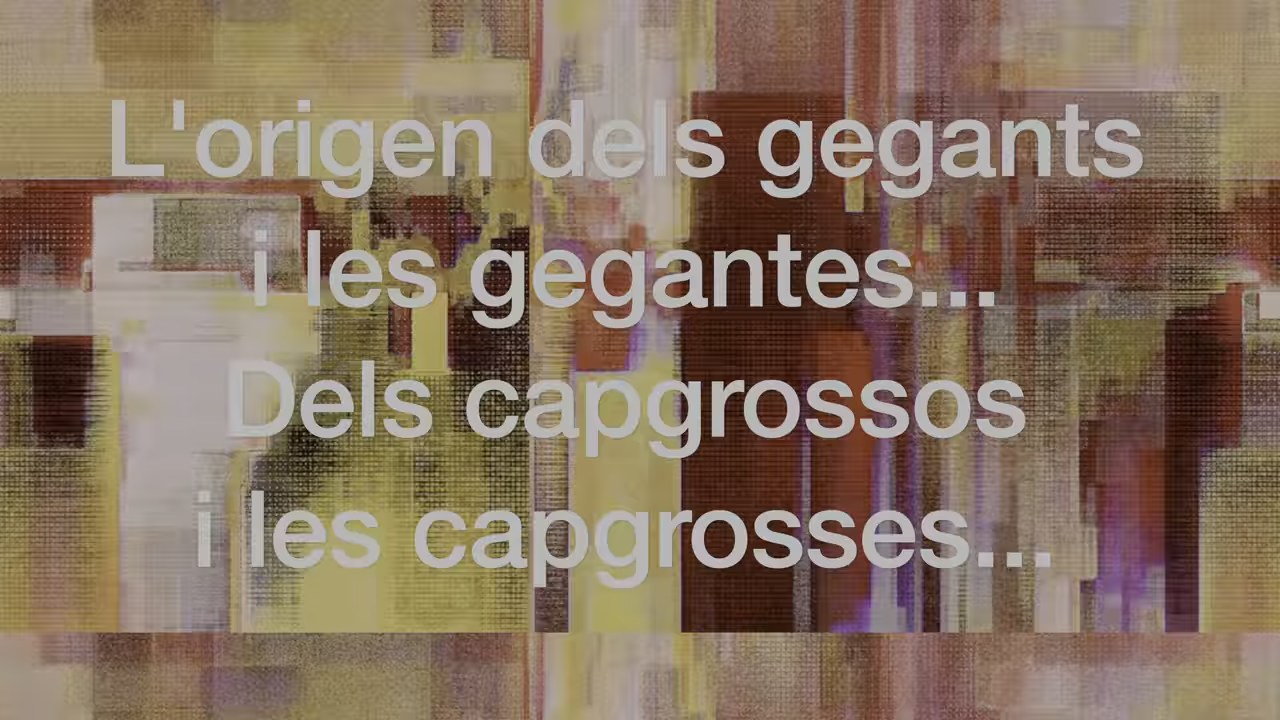 L'origen dels gegants
i les gegantes...
Dels capgrossos
i les capgrosses...